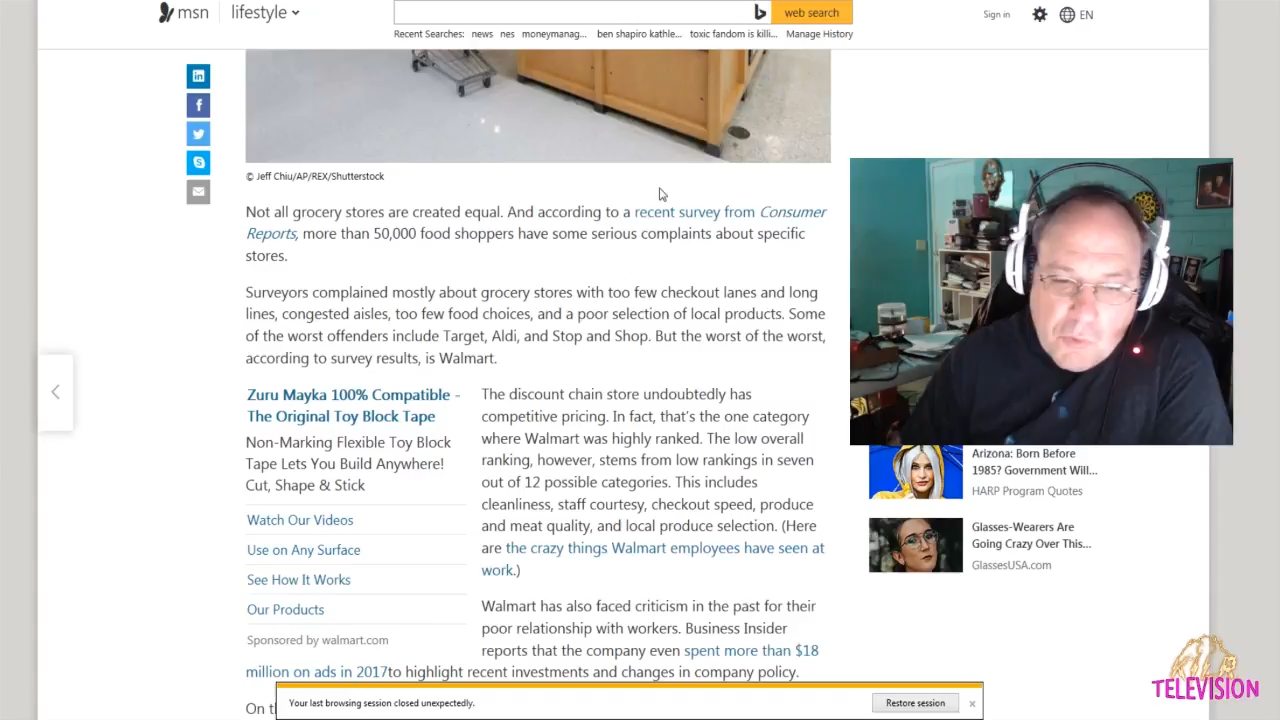 msn
lifestyle
web search
Sign in
EN
Recent Searches: news nes moneymanag... ben shapiro kathle... toxic fandom is killi... Manage History
© Jeff Chiu/AP/REX/Shutterstock
Not all grocery stores are created equal. And according to a recent survey from Consumer
Reports, more than 50,000 food shoppers have some serious complaints about specific
stores.
Surveyors complained mostly about grocery stores with too few checkout lanes and long
lines, congested aisles, too few food choices, and a poor selection of local products. Some
of the worst offenders include Target, Aldi, and Stop and Shop. But the worst of the worst,
according to survey results, is Walmart.
Zuru Mayka 100% Compatible -
The Original Toy Block Tape
Non-Marking Flexible Toy Block
Tape Lets You Build Anywhere!
Cut, Shape & Stick
Watch Our Videos
Use on Any Surface
See How It Works
Our Products
Sponsored by walmart.com
The discount chain store undoubtedly has
competitive pricing. In fact, that's the one category
where Walmart was highly ranked. The low overall
ranking, however, stems from low rankings in seven
out of 12 possible categories. This includes
cleanliness, staff courtesy, checkout speed, produce
and meat quality, and local produce selection. (Here
are the crazy things Walmart employees have seen at
work.)
Walmart has also faced criticism in the past for their
poor relationship with workers. Business Insider
reports that the company even spent more than $18
million on ads in 2017to highlight recent investments and changes in company policy.
On th
Arizona: Born Before
1985? Government Will...
HARP Program Quotes
Glasses-Wearers Are
Going Crazy Over This...
GlassesUSA.com
Your last browsing session closed unexpectedly.
Restore session
TELEVISION